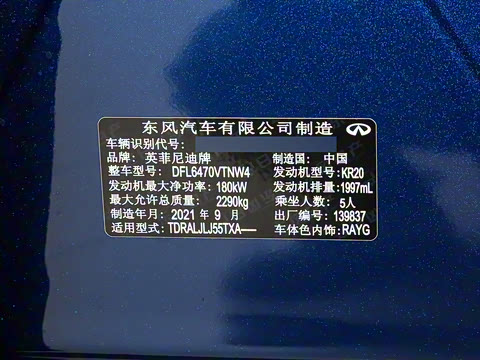 东风汽车有限公司制造
车辆识别代号:
品牌: 英菲尼迪牌 制造国: 中国
整车型号: DFL6470VTNW4 发动机型号: KR20
发动机最大净功率: 180kW 发动机排量: 1997mL
最大允许总质量: 2290kg 乘坐人数: 5人
制造年月: 2021 年 9 月 出厂编号: 139837
适用型式: TDRALJLJ55TXA—— 车体色内饰: RAYG